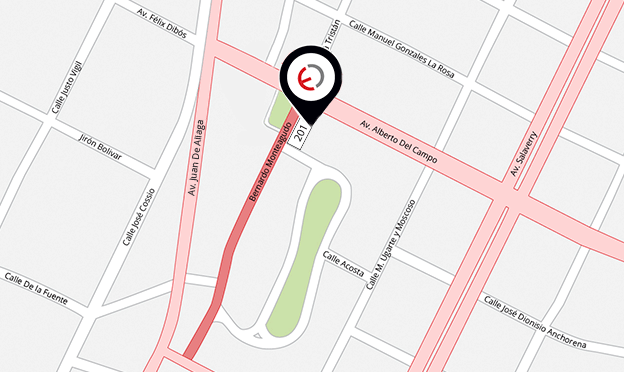 Av. Félix Dibós
Tristán
Calle Manuel Gonzales La Rosa
Calle Justo Vigil
201
Av. Alberto Del Campo
Av. Salaverry
Jirón Bolivar
Av. Juan De Aliaga
Bernardo Monteagudo
Calle José Cossio
Calle M. Ugarte y Moscoso
Calle Acosta
Calle De la Fuente
Calle José Dionisio Anchorena